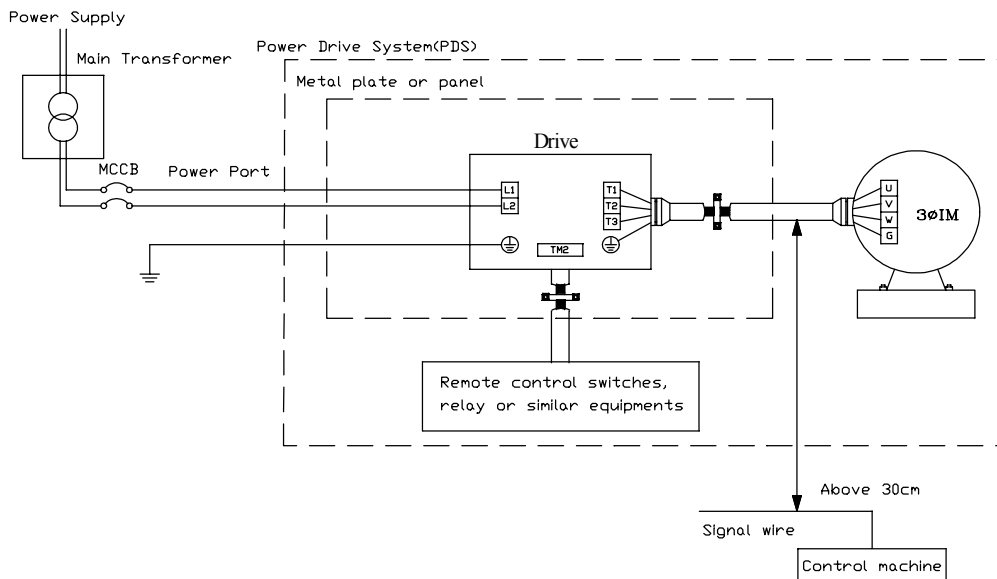 Power Supply
Main Transformer
Power Drive System(PDS)
Metal plate or panel
Drive
MCCB
Power Port
L1
L2
T1
T2
T3
TM2
U
V
W
G
3øIM
Remote control switches,
relay or similar equipments
Above 30cm
Signal wire
Control machine